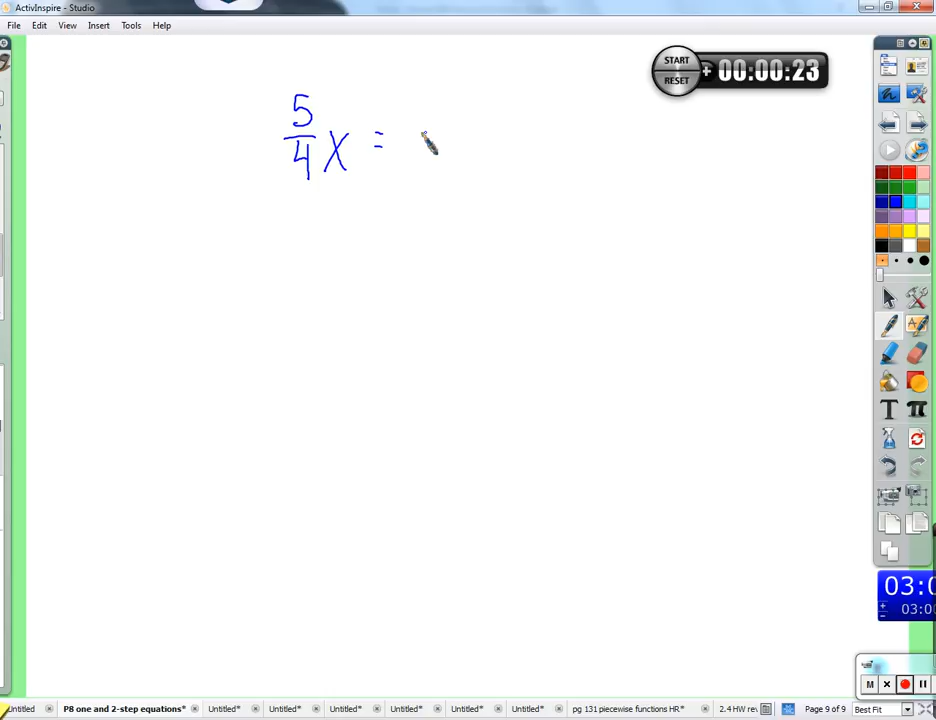 ActivInspire - Studio
File Edit View Insert Tools Help
START
RESET
+ 00:00:23
5/4 X =
03:0
03:00
M
Untitled P8 one and 2-step equations* Untitled* Untitled* Untitled* Untitled* Untitled* pg 131 piecewise functions HR* 2.4 HW rev Page 9 of 9 Best Fit